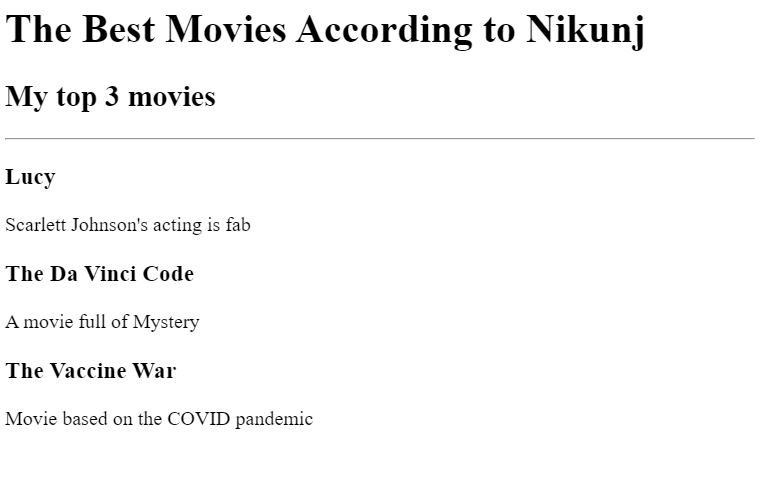 The Best Movies According to Nikunj
My top 3 movies
Lucy
Scarlett Johnson's acting is fab
The Da Vinci Code
A movie full of Mystery
The Vaccine War
Movie based on the COVID pandemic